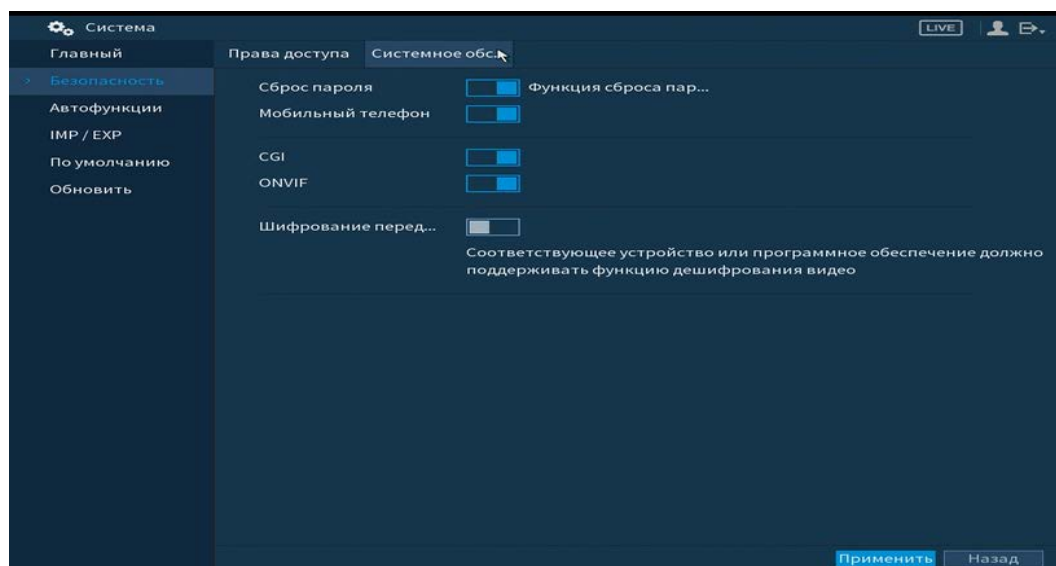 Система
LIVE
Главный
Права доступа
Системное обс..
Безопасность
Сброс пароля
Функция сброса пар...
Автофункции
Мобильный телефон
IMP / EXP
CGI
По умолчанию
ONVIF
Обновить
Шифрование перед...
Соответствующее устройство или программное обеспечение должно
поддерживать функцию дешифрования видео
Применить
Назад